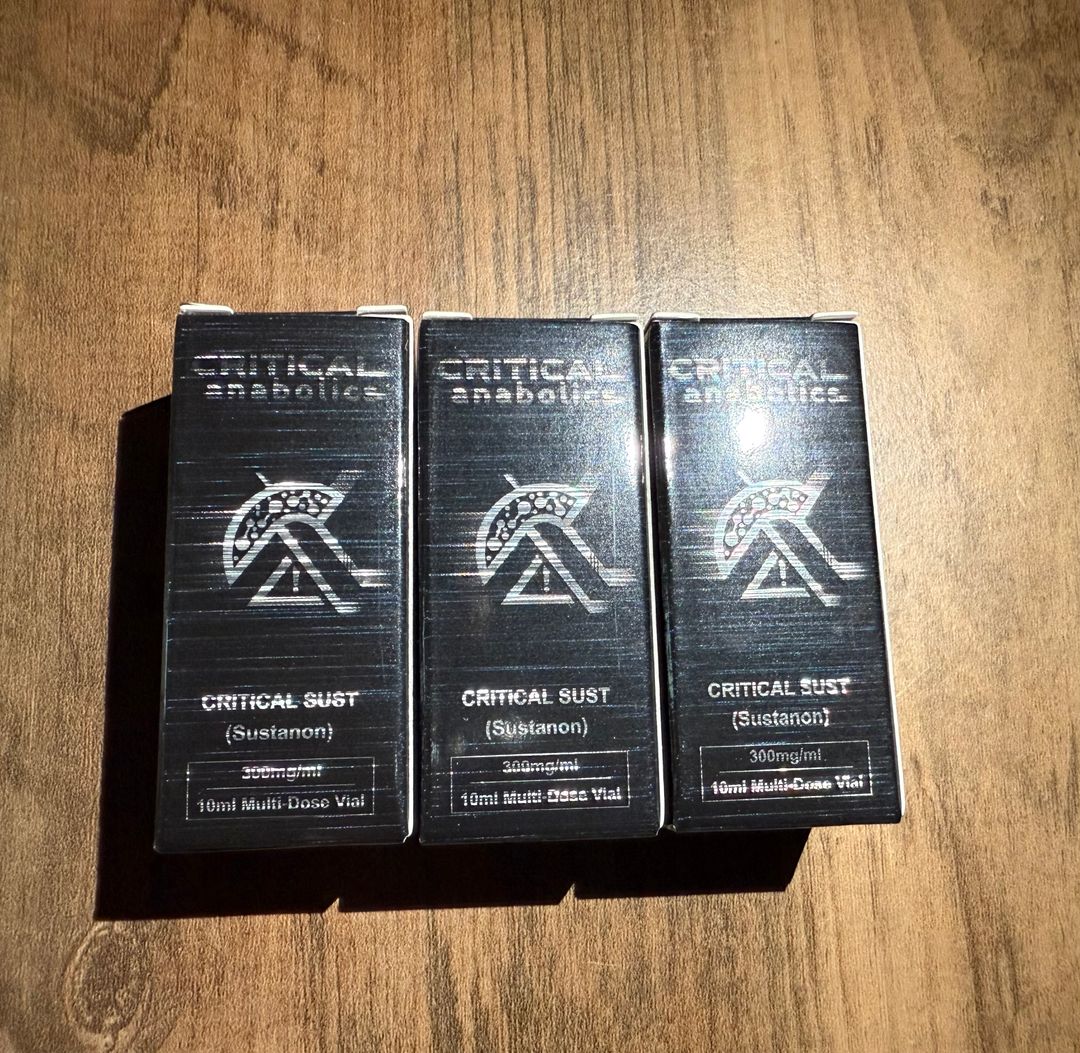 CRITICAL
anabolics
CRITICAL SUST
(Sustanon)
300mg/ml
10ml Multi-Dose Vial
CRITICAL
anabolics
CRITICAL SUST
(Sustanon)
300mg/ml
10ml Multi-Dose Vial
CRITICAL
anabolics
CRITICAL SUST
(Sustanon)
300mg/ml
10ml Multi-Dose Vial